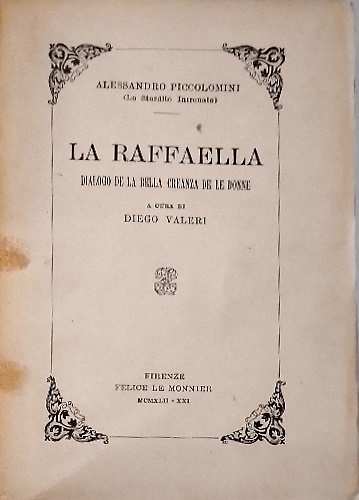 ALESSANDRO PICCOLOMINI
(Lo Stordito Intronato)
LA RAFFAELLA
DIALOGO DE LA BELLA CREANZA DE LE DONNE
A CURA DI
DIEGO VALERI
FIRENZE
FELICE LE MONNIER
MCMXLII - XXI